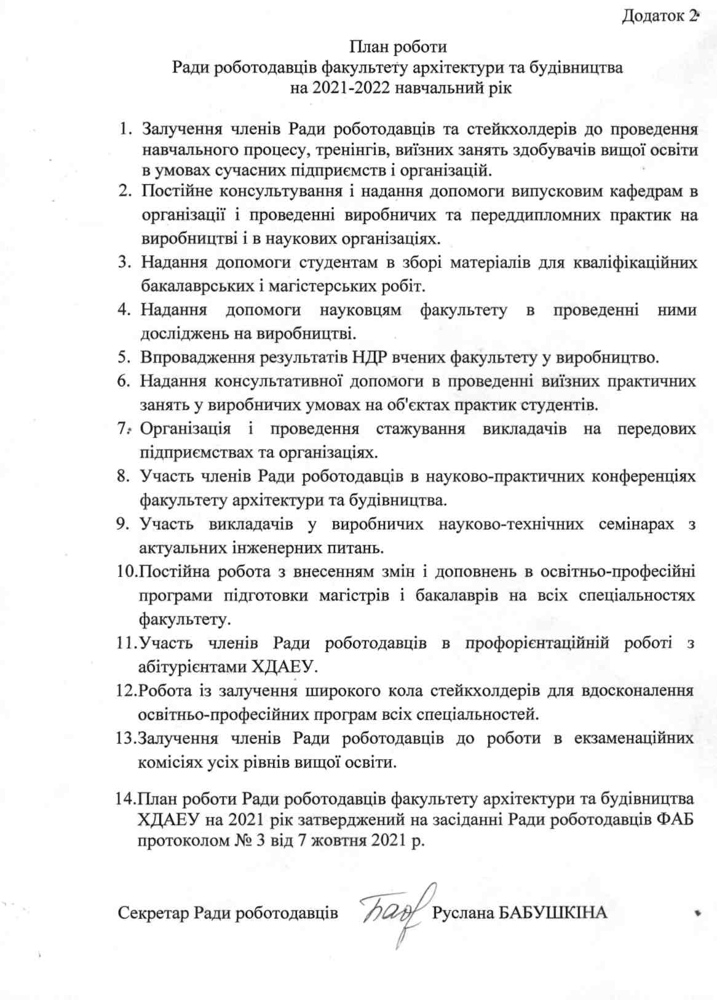 Додаток 2
План роботи
Ради роботодавців факультету архітектури та будівництва
на 2021-2022 навчальний рік
1. Залучення членів Ради роботодавців та стейкхолдерів до проведення
навчального процесу, тренінгів, виїзних занять здобувачів вищої освіти
в умовах сучасних підприємств і організацій.
2. Постійне консультування і надання допомоги випусковим кафедрам в
організації і проведенні виробничих та переддипломних практик на
виробництві і в наукових організаціях.
3. Надання допомоги студентам в зборі матеріалів для кваліфікаційних
бакалаврських і магістерських робіт.
4. Надання допомоги науковцям факультету в проведенні ними
досліджень на виробництві.
5. Впровадження результатів НДР вчених факультету у виробництво.
6. Надання консультативної допомоги в проведенні виїзних практичних
занять у виробничих умовах на об'єктах практик студентів.
7. Організація і проведення стажування викладачів на передових
підприємствах та організаціях.
8. Участь членів Ради роботодавців в науково-практичних конференціях
факультету архітектури та будівництва.
9. Участь викладачів у виробничих науково-технічних семінарах з
актуальних інженерних питань.
10.Постійна робота з внесенням змін і доповнень в освітньо-професійні
програми підготовки магістрів і бакалаврів на всіх спеціальностях
факультету.
11.Участь членів Ради роботодавців в профорієнтаційній роботі з
абітурієнтами ХДАЕУ.
12.Робота із залучення широкого кола стейкхолдерів для вдосконалення
освітньо-професійних програм всіх спеціальностей.
13.Залучення членів Ради роботодавців до роботи в екзаменаційних
комісіях усіх рівнів вищої освіти.
14.План роботи Ради роботодавців факультету архітектури та будівництва
ХДАЕУ на 2021 рік затверджений на засіданні Ради роботодавців ФАБ
протоколом № 3 від 7 жовтня 2021 р.
Секретар Ради роботодавців Руслана БАБУШКІНА